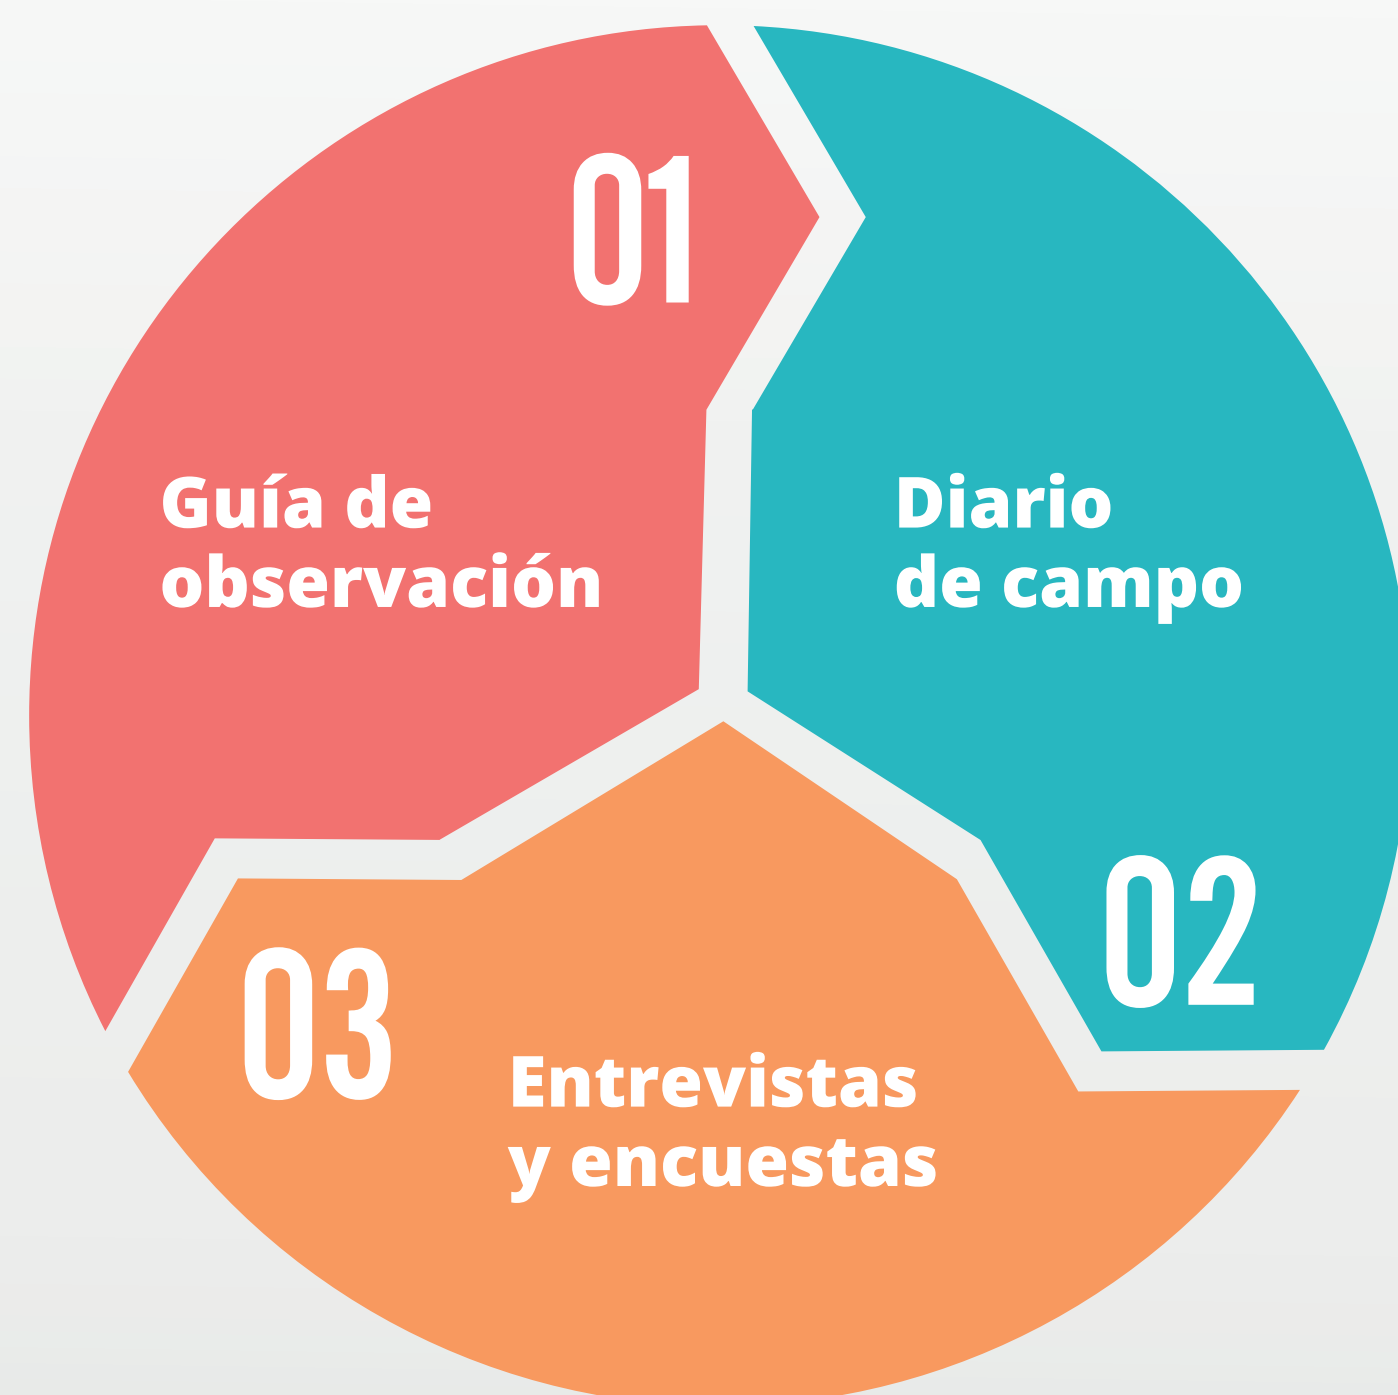 01
Guía de
observación
Diario
de campo
02
03
Entrevistas
y encuestas